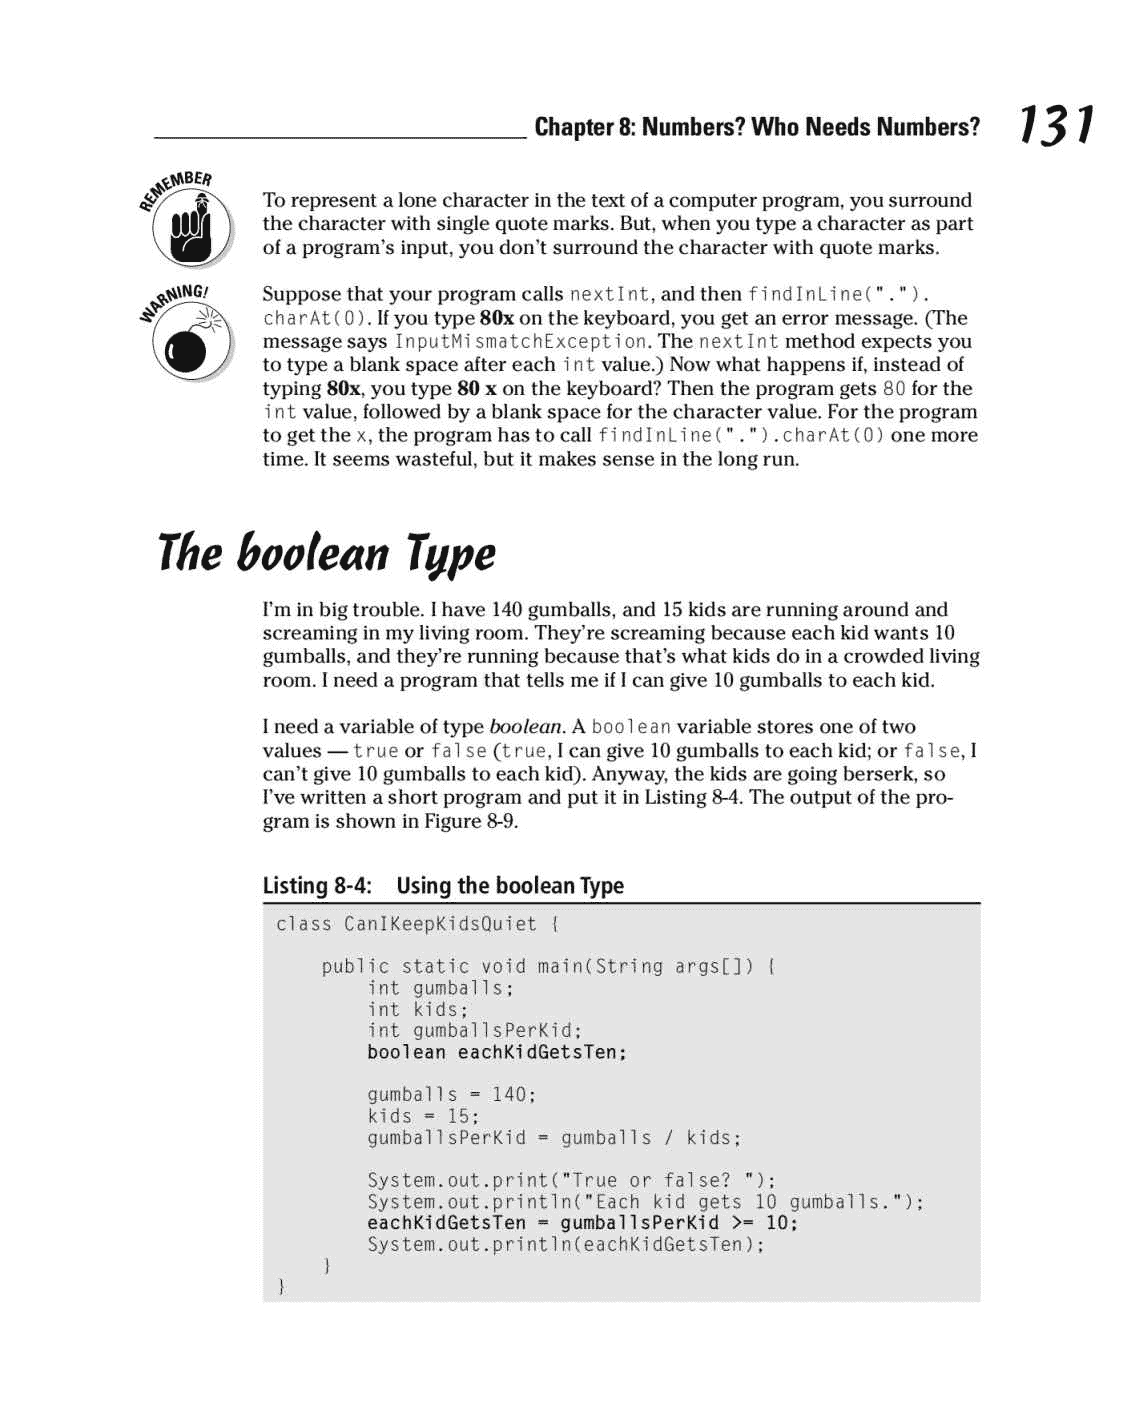 Chapter 8: Numbers? Who Needs Numbers? 131
REMEMBER
To represent a lone character in the text of a computer program, you surround
the character with single quote marks. But, when you type a character as part
of a program's input, you don't surround the character with quote marks.
WARNING!
Suppose that your program calls nextInt, and then findInLine(".").
charAt(0). If you type 80x on the keyboard, you get an error message. (The
message says InputMismatchException. The nextInt method expects you
to type a blank space after each int value.) Now what happens if, instead of
typing 80x, you type 80 x on the keyboard? Then the program gets 80 for the
int value, followed by a blank space for the character value. For the program
to get the x, the program has to call findInLine(".").charAt(0) one more
time. It seems wasteful, but it makes sense in the long run.
The boolean Type
I'm in big trouble. I have 140 gumballs, and 15 kids are running around and
screaming in my living room. They're screaming because each kid wants 10
gumballs, and they're running because that's what kids do in a crowded living
room. I need a program that tells me if I can give 10 gumballs to each kid.
I need a variable of type boolean. A boolean variable stores one of two
values — true or false (true, I can give 10 gumballs to each kid; or false, I
can't give 10 gumballs to each kid). Anyway, the kids are going berserk, so
I've written a short program and put it in Listing 8-4. The output of the pro-
gram is shown in Figure 8-9.
Listing 8-4: Using the boolean Type
class CanIKeepKidsQuiet {
public static void main(String args[]) {
int gumballs;
int kids;
int gumballsPerKid;
boolean eachKidGetsTen;
gumballs = 140;
kids = 15;
gumballsPerKid = gumballs / kids;
System.out.print("True or false? ");
System.out.println("Each kid gets 10 gumballs.");
eachKidGetsTen = gumballsPerKid >= 10;
System.out.println(eachKidGetsTen);
}
}